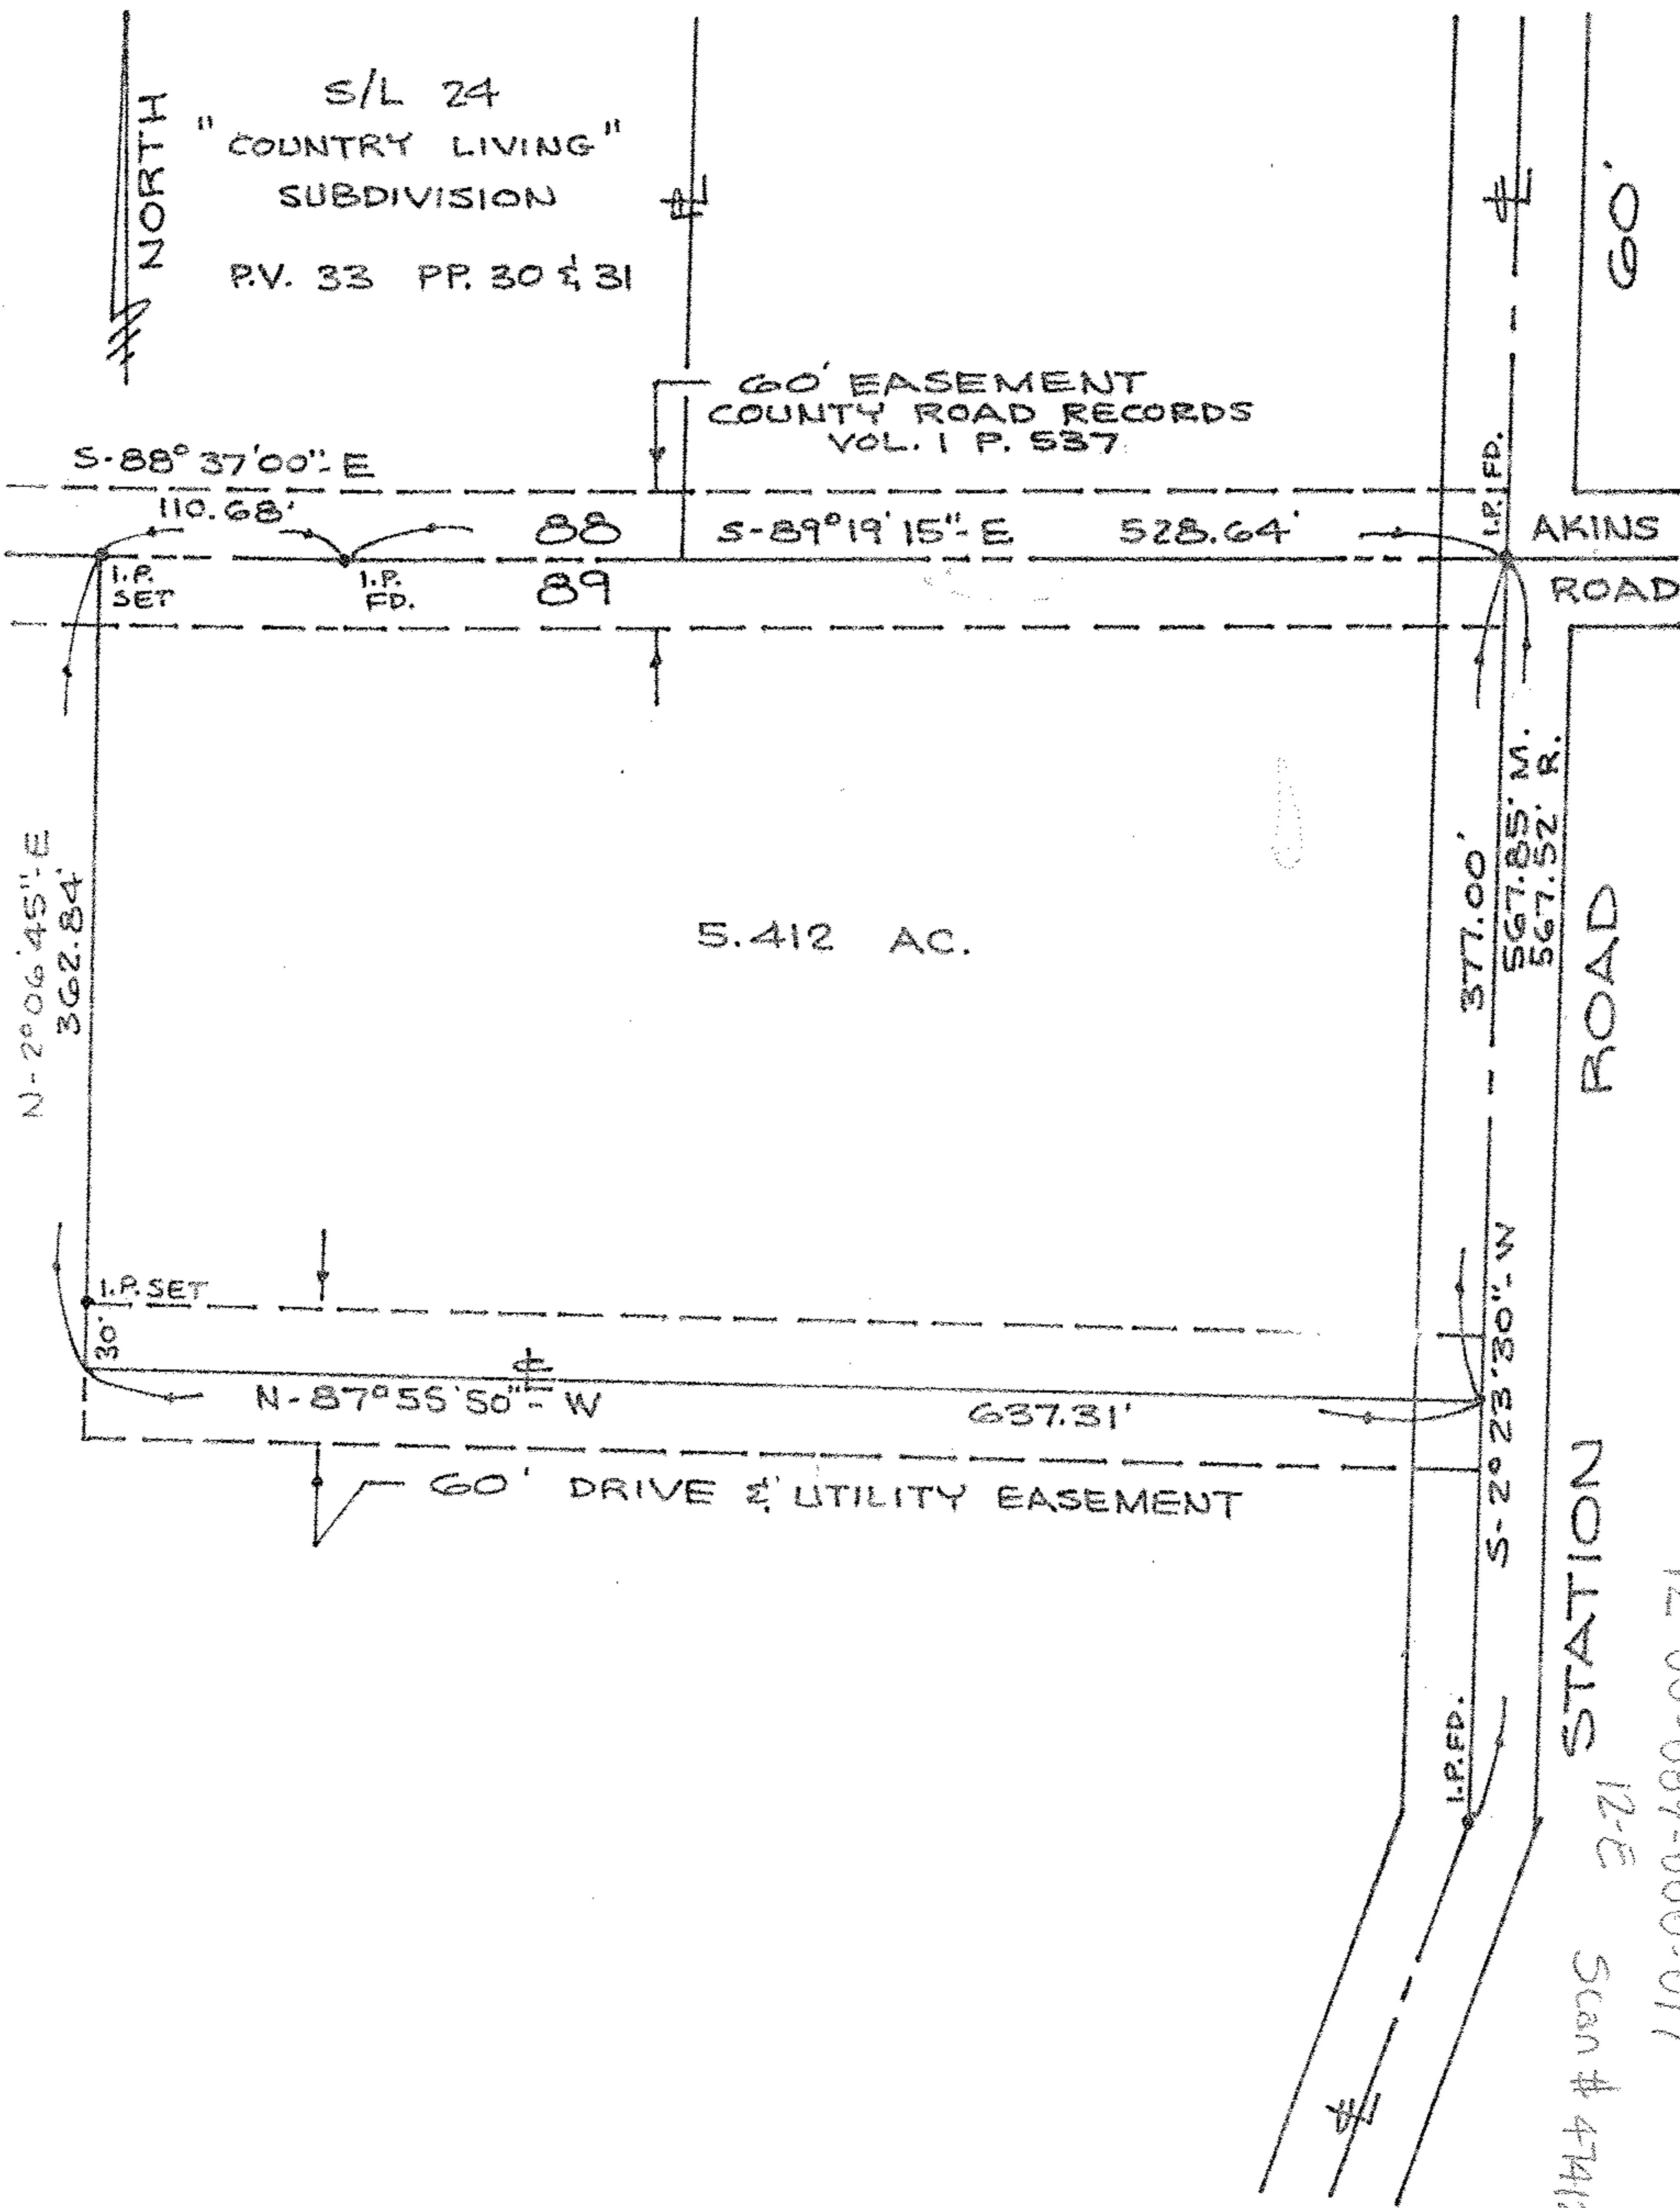 NORTH
S/L 24
"COUNTRY LIVING"
SUBDIVISION
P.V. 33 PP. 30 & 31
60'
60' EASEMENT
COUNTY ROAD RECORDS
VOL. 1 P. 537
S-88° 37'00"-E
110.68'
88
S-89° 19' 15"-E 528.64'
I.P. FD.
AKINS
ROAD
I.P.
SET
I.P.
FD.
89
N-2° 06' 45"-E
362.84'
5.412 AC.
377.00'
567.85' M.
567.52' R.
ROAD
I.P. SET
30'
N-87° 55' 50"-W 637.31'
S-2° 23' 30"-W
60' DRIVE & UTILITY EASEMENT
STATION
I.P. FD.
12-E
Scan #